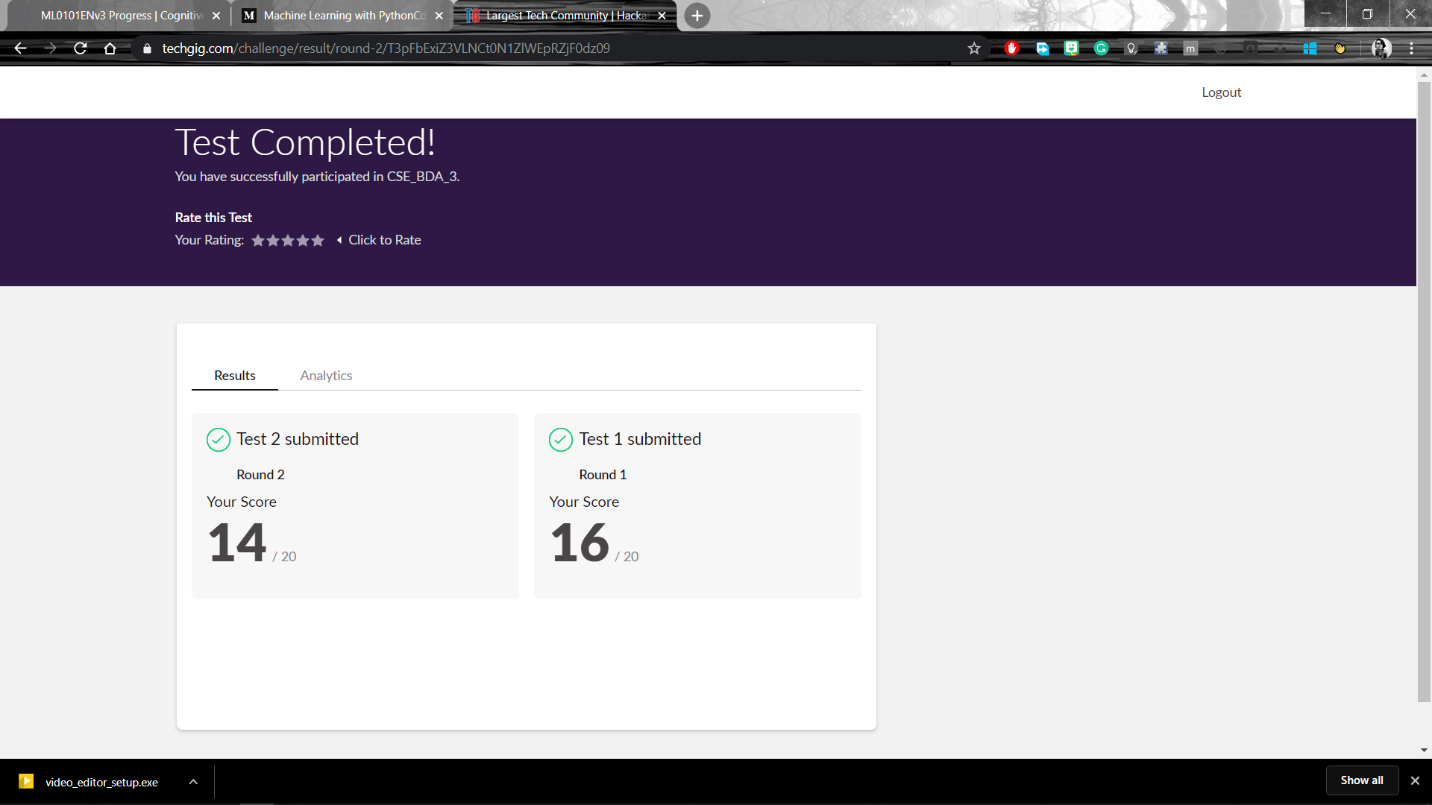 ML0101ENv3 Progress | Cognitiv
Machine Learning with PythonCo
Largest Tech Community | Hacka
techgig.com/challenge/result/round-2/T3pFbExiZ3VLNCt0N1ZlWEpRZjF0dz09
Logout
Test Completed!
You have successfully participated in CSE_BDA_3.
Rate this Test
Your Rating:
Click to Rate
Results
Analytics
Test 2 submitted
Round 2
Your Score
14 / 20
Test 1 submitted
Round 1
Your Score
16 / 20
video_editor_setup.exe
Show all